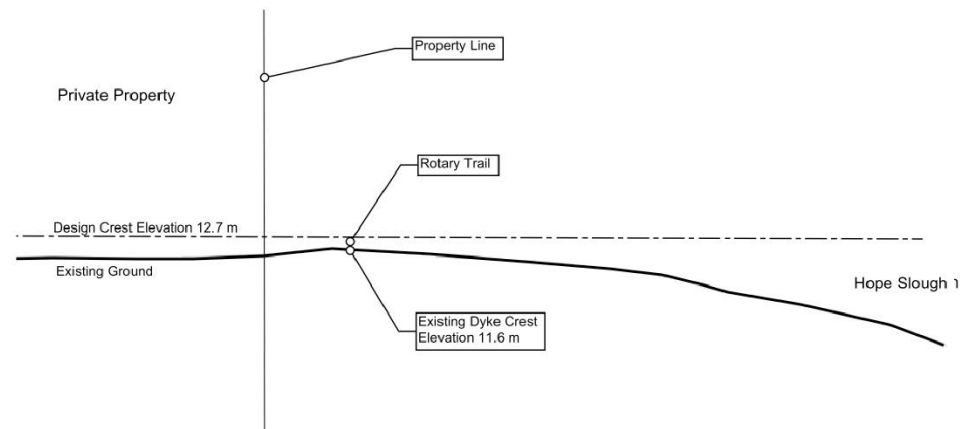 Property Line
Private Property
Rotary Trail
Design Crest Elevation 12.7 m
Existing Ground
Hope Slough
Existing Dyke Crest
Elevation 11.6 m